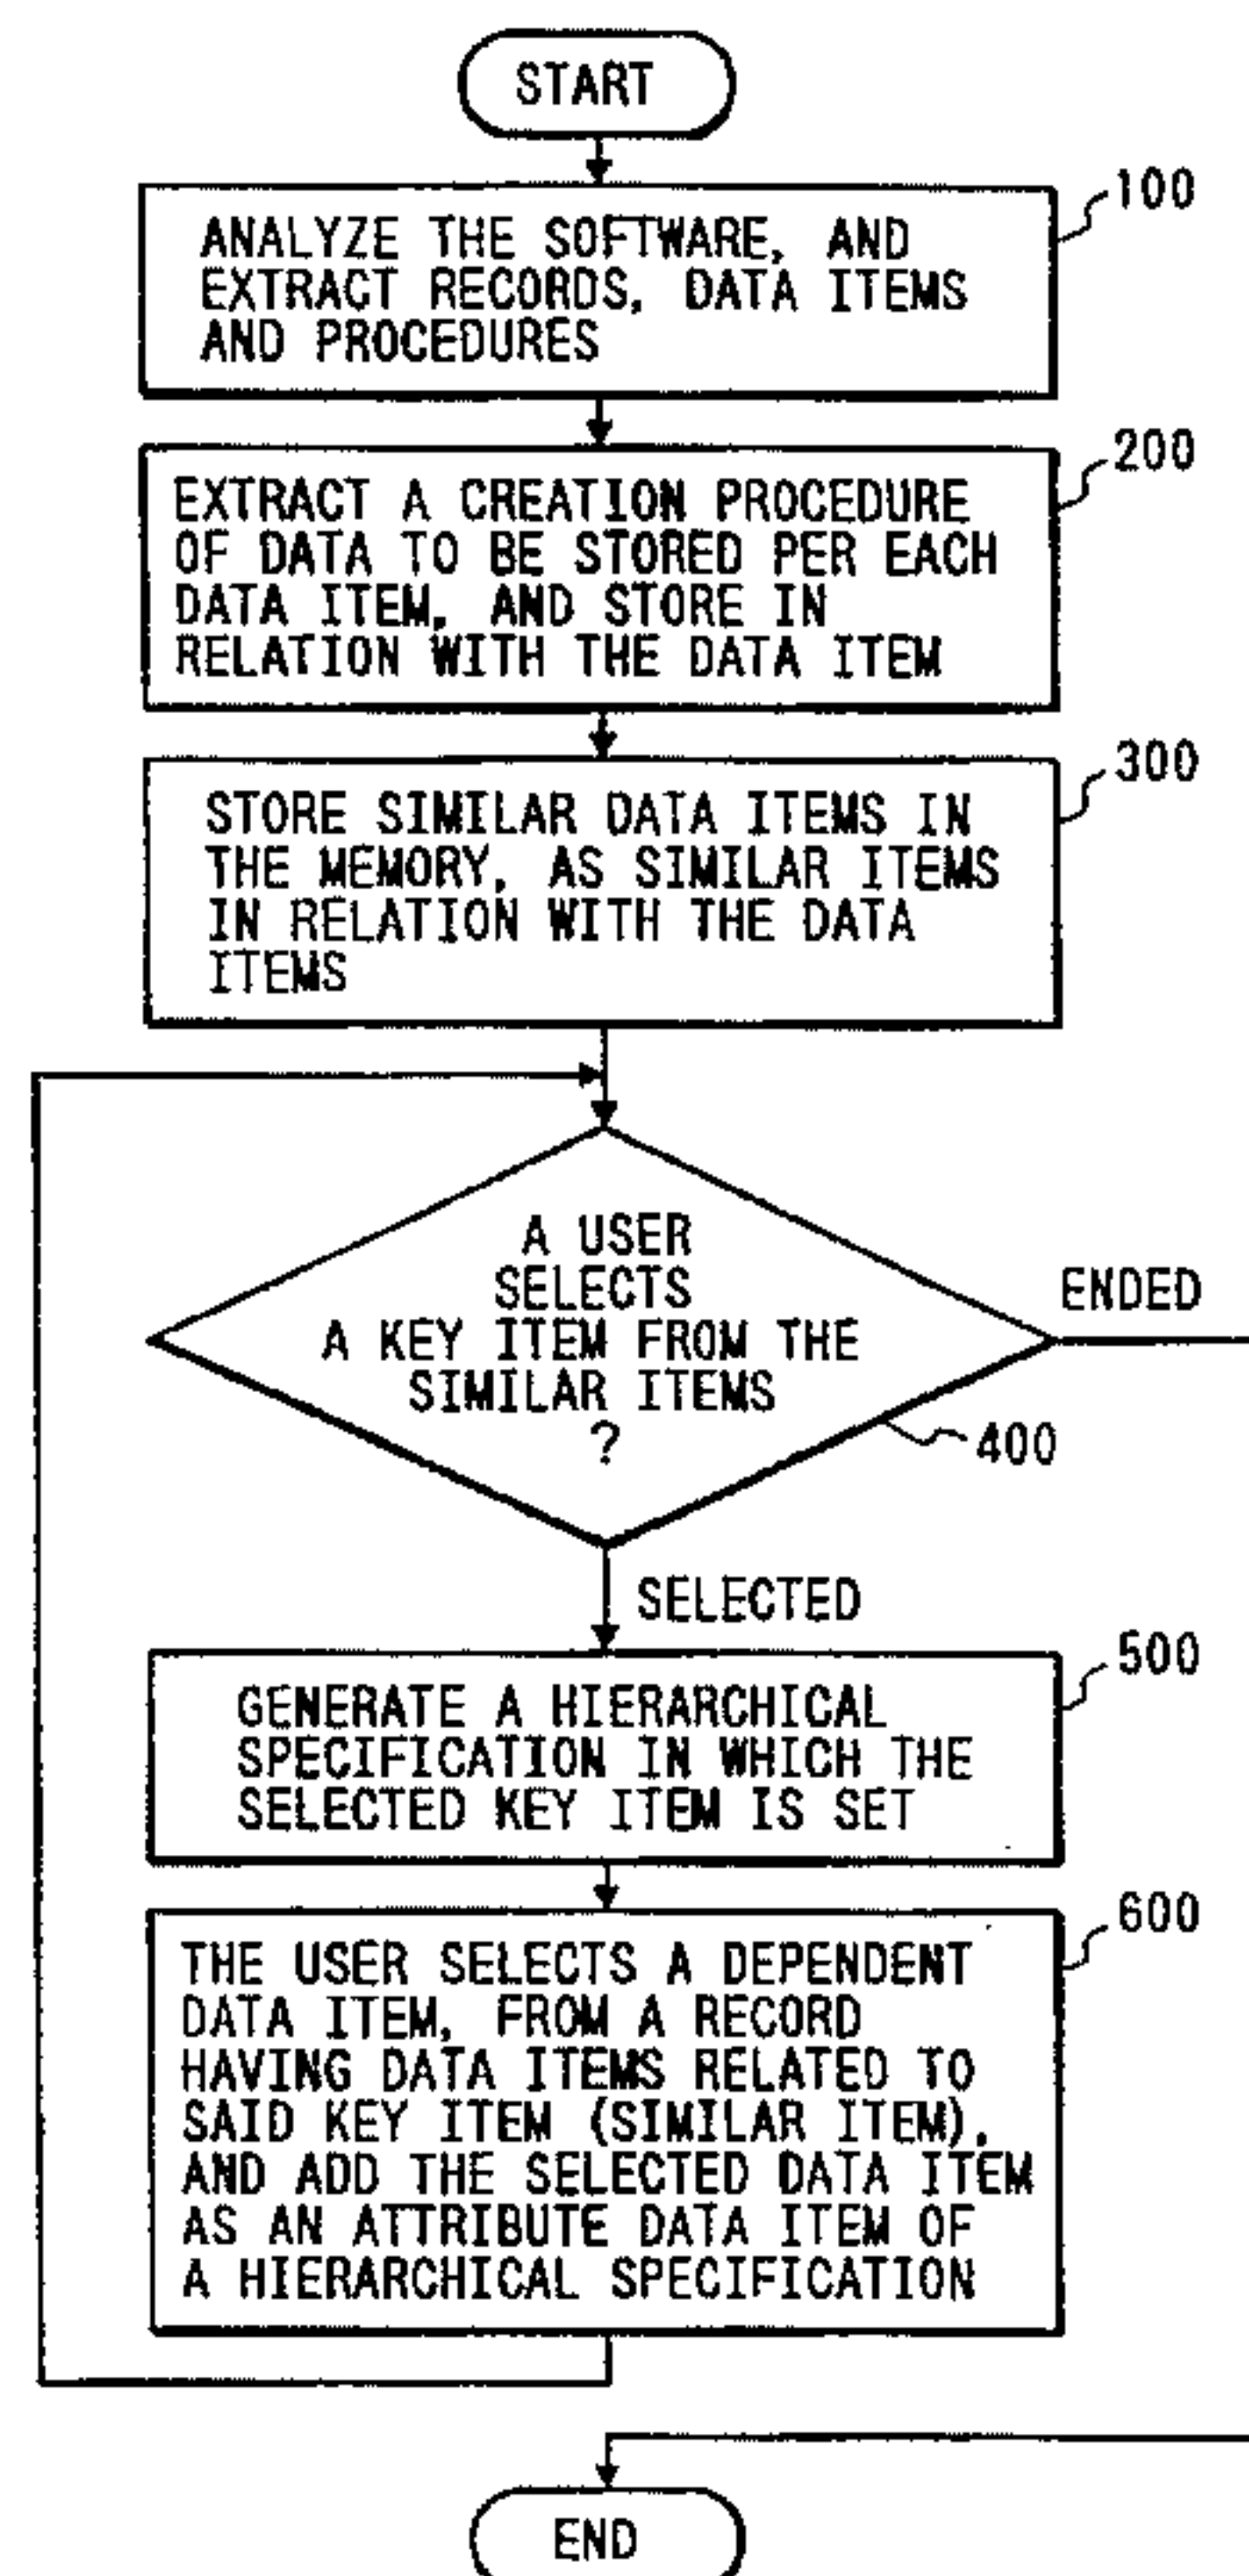 START
100
ANALYZE THE SOFTWARE, AND
EXTRACT RECORDS, DATA ITEMS
AND PROCEDURES
200
EXTRACT A CREATION PROCEDURE
OF DATA TO BE STORED PER EACH
DATA ITEM, AND STORE IN
RELATION WITH THE DATA ITEM
300
STORE SIMILAR DATA ITEMS IN
THE MEMORY, AS SIMILAR ITEMS
IN RELATION WITH THE DATA
ITEMS
A USER
SELECTS
A KEY ITEM FROM THE
SIMILAR ITEMS
?
ENDED
400
SELECTED
500
GENERATE A HIERARCHICAL
SPECIFICATION IN WHICH THE
SELECTED KEY ITEM IS SET
600
THE USER SELECTS A DEPENDENT
DATA ITEM, FROM A RECORD
HAVING DATA ITEMS RELATED TO
SAID KEY ITEM (SIMILAR ITEM),
AND ADD THE SELECTED DATA ITEM
AS AN ATTRIBUTE DATA ITEM OF
A HIERARCHICAL SPECIFICATION
END